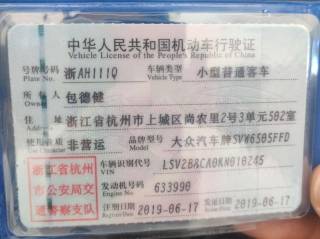 中华人民共和国机动车行驶证
Vehicle License of the People's Republic of China
号牌号码 浙AH111Q 车辆类型 小型普通客车
Plate No. Vehicle Type
所有人 包德健
Owner
住址 浙江省杭州市上城区尚农里2号3单元502室
Address
使用性质 非营运 品牌型号 大众汽车牌SVW6505FFD
Use Character Model
浙江省杭州 车辆识别代号 LSV2B8CA0KN010245
市公安局交 VIN
通警察支队 发动机号码 633990
Engine No.
注册日期 2019-06-17 发证日期 2019-06-17
Register Date Issue Date